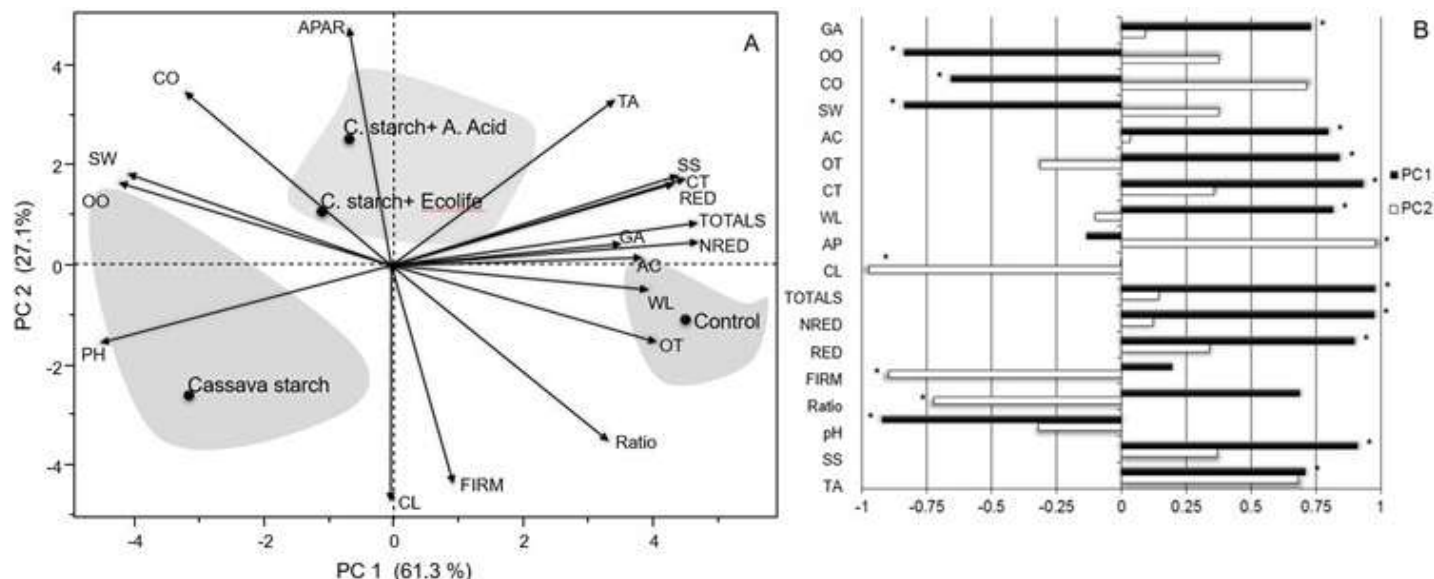 A
APAR
CO
TA
C. starch+ A. Acid
SW
SS
CT
OO
C. starch+ Ecolife
RED
TOTALS
GA
NRED
AC
WL
Control
OT
PH
Cassava starch
Ratio
FIRM
CL
4
2
0
-2
-4
PC 2 (27.1%)
-4 -2 0 2 4
PC 1 (61.3 %)
B
GA *
OO *
CO *
SW *
AC *
OT *
CT *
WL *
AP *
CL *
TOTALS *
NRED *
RED *
FIRM *
Ratio *
pH *
SS *
TA *
PC1
PC2
-1 -0.75 -0.5 -0.25 0 0.25 0.5 0.75 1